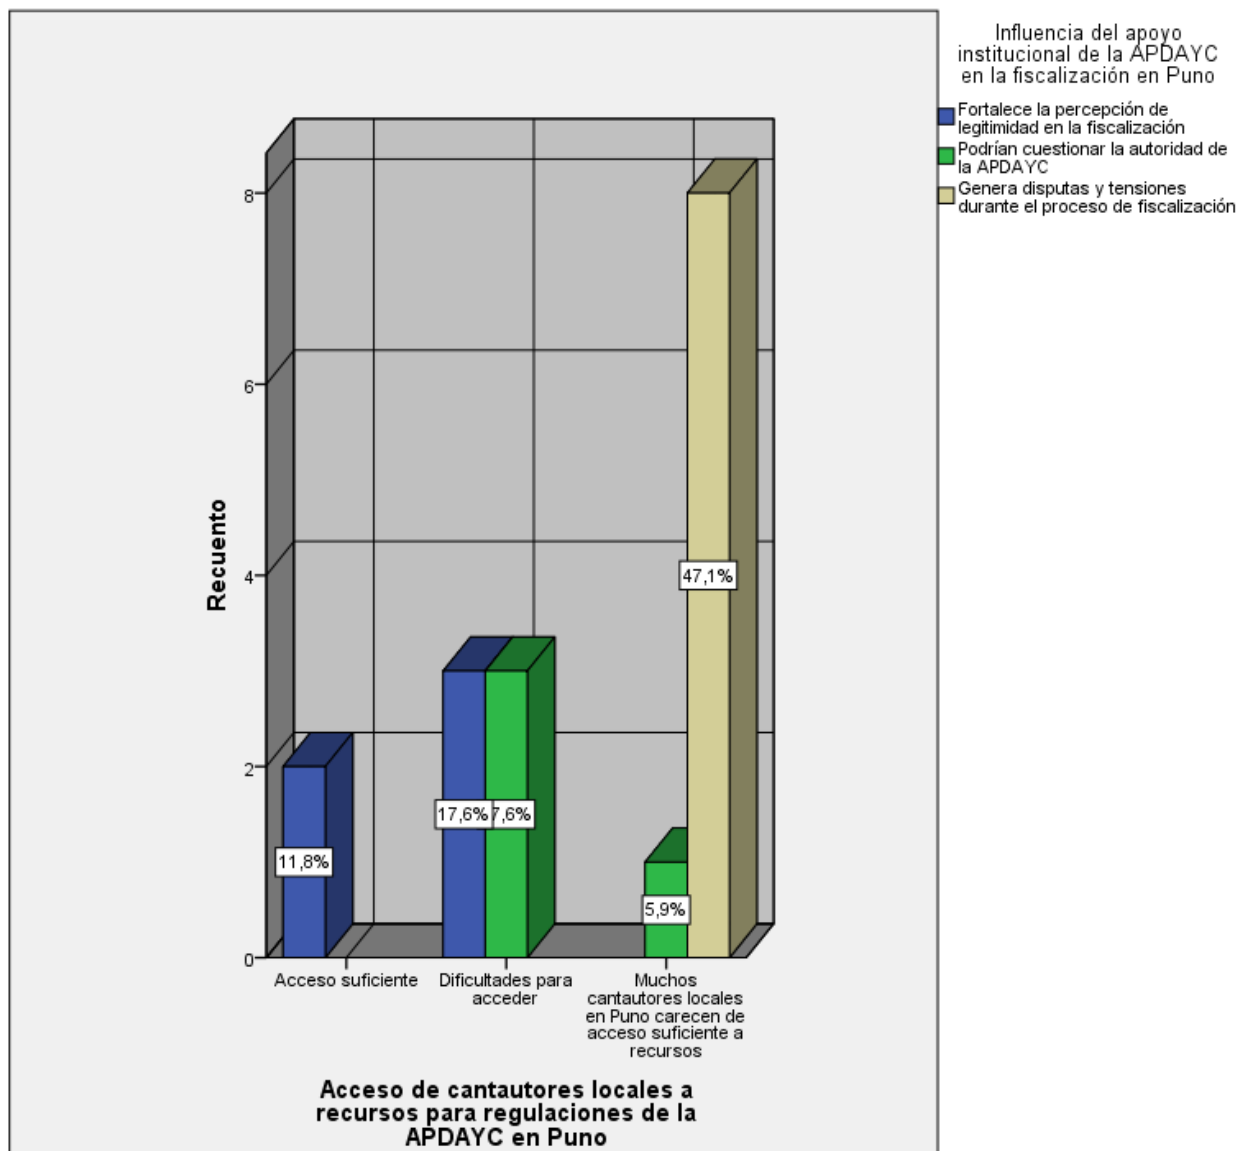 Influencia del apoyo
institucional de la APDAYC
en la fiscalización en Puno
Fortalece la percepción de
legitimidad en la fiscalización
Podrían cuestionar la autoridad de
la APDAYC
Genera disputas y tensiones
durante el proceso de fiscalización
Recuento
8
6
4
2
0
47,1%
17,6%
7,6%
11,8%
5,9%
Acceso suficiente
Dificultades para
acceder
Muchos
cantautores locales
en Puno carecen de
acceso suficiente a
recursos
Acceso de cantautores locales a
recursos para regulaciones de la
APDAYC en Puno